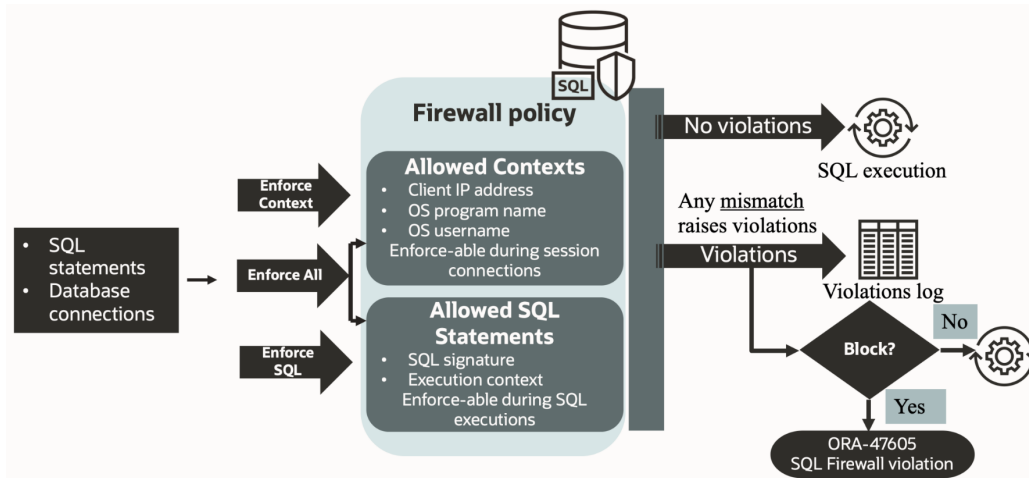 SQL
Firewall policy
Allowed Contexts
• Client IP address
• OS program name
• OS username
Enforce-able during session
connections
Allowed SQL
Statements
• SQL signature
• Execution context
Enforce-able during SQL
executions
Enforce
Context
Enforce All
Enforce
SQL
• SQL
statements
• Database
connections
No violations
SQL execution
Any mismatch
raises violations
Violations
Violations log
Block?
No
Yes
ORA-47605
SQL Firewall violation